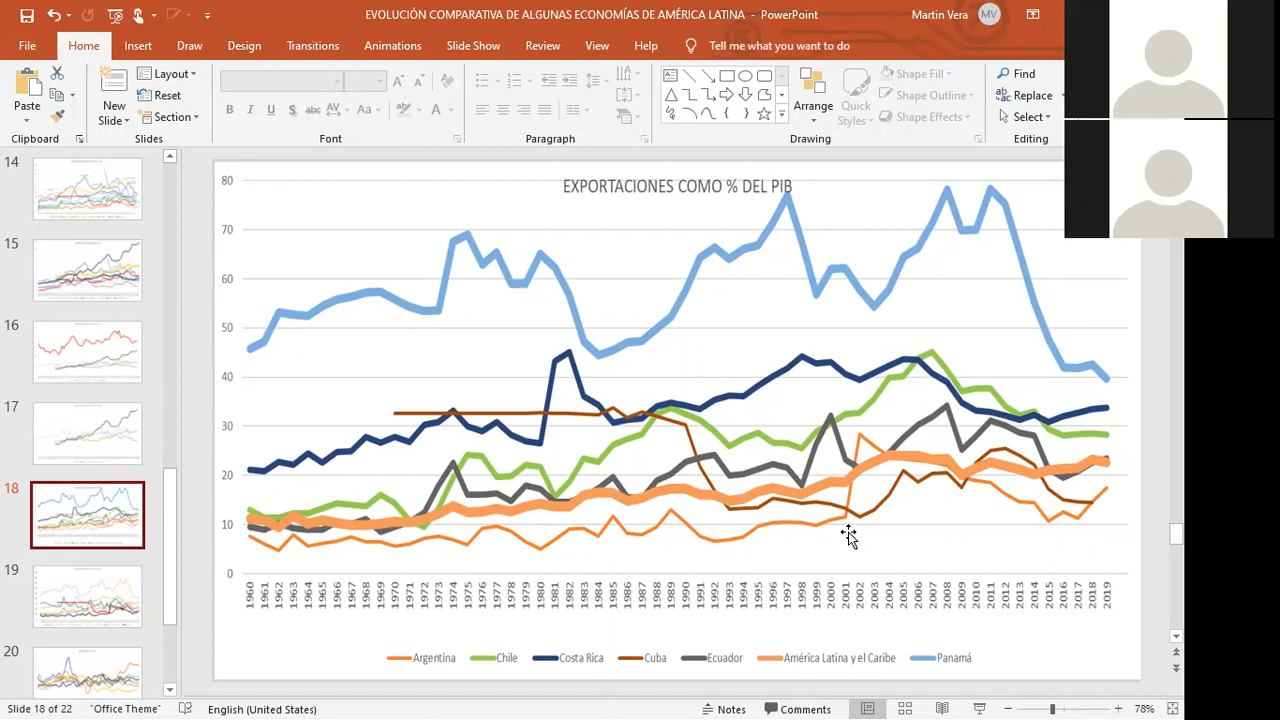 EVOLUCIÓN COMPARATIVA DE ALGUNAS ECONOMÍAS DE AMÉRICA LATINA - PowerPoint
Martin Vera
MV
File Home Insert Draw Design Transitions Animations Slide Show Review View Help Tell me what you want to do
Paste
New
Slide
Layout
Reset
Section
B I U S abc AV Aa A
Arrange
Quick
Styles
Shape Fill
Shape Outline
Shape Effects
Find
Replace
Select
Clipboard Slides Font Paragraph Drawing Editing
14
15
16
17
18
19
20
EXPORTACIONES COMO % DEL PIB
80
70
60
50
40
30
20
10
0
1960 1961 1962 1963 1964 1965 1966 1967 1968 1969 1970 1971 1972 1973 1974 1975 1976 1977 1978 1979 1980 1981 1982 1983 1984 1985 1986 1987 1988 1989 1990 1991 1992 1993 1994 1995 1996 1997 1998 1999 2000 2001 2002 2003 2004 2005 2006 2007 2008 2009 2010 2011 2012 2013 2014 2015 2016 2017 2018 2019
Argentina Chile Costa Rica Cuba Ecuador América Latina y el Caribe Panamá
Slide 18 of 22 "Office Theme" English (United States) Notes Comments 78%